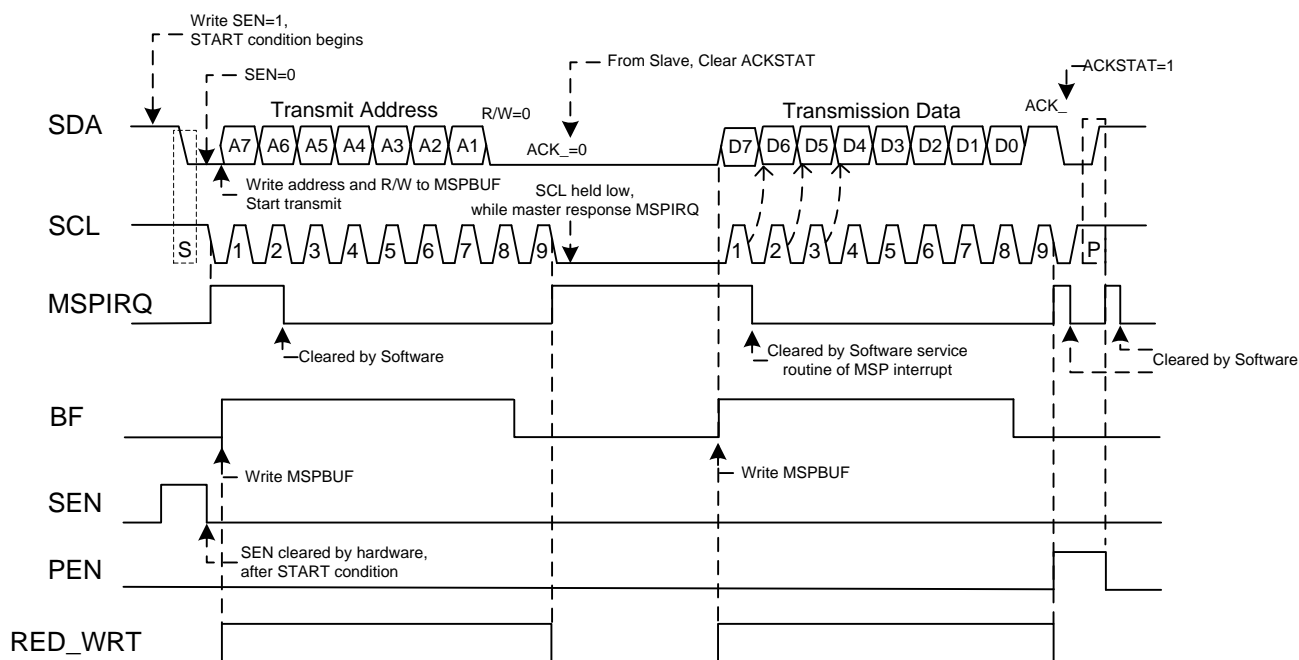 Write SEN=1,
START condition begins
SEN=0
From Slave, Clear ACKSTAT
ACKSTAT=1
Transmit Address
R/W=0
Transmission Data
ACK_
SDA
A7 A6 A5 A4 A3 A2 A1
ACK_=0
D7 D6 D5 D4 D3 D2 D1 D0
Write address and R/W to MSPBUF
Start transmit
SCL held low,
while master response MSPIRQ
SCL
S 1 2 3 4 5 6 7 8 9 1 2 3 4 5 6 7 8 9 P
MSPIRQ
Cleared by Software
Cleared by Software service
routine of MSP interrupt
Cleared by Software
BF
Write MSPBUF
Write MSPBUF
SEN
SEN cleared by hardware,
after START condition
PEN
RED_WRT